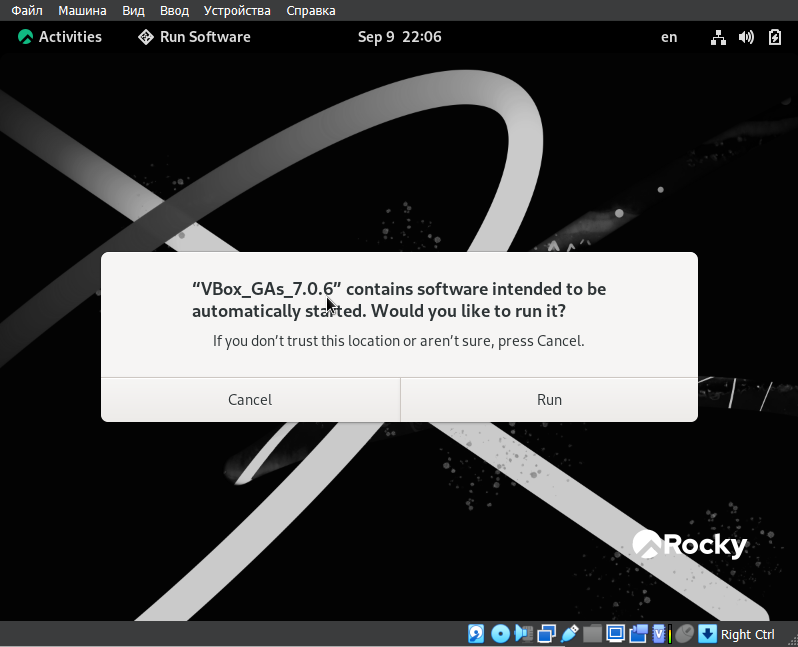 Файл Машина Вид Ввод Устройства Справка
Activities Run Software Sep 9 22:06 en
“VBox_GAs_7.0.6” contains software intended to be
automatically started. Would you like to run it?
If you don’t trust this location or aren’t sure, press Cancel.
Cancel Run
Rocky
Right Ctrl